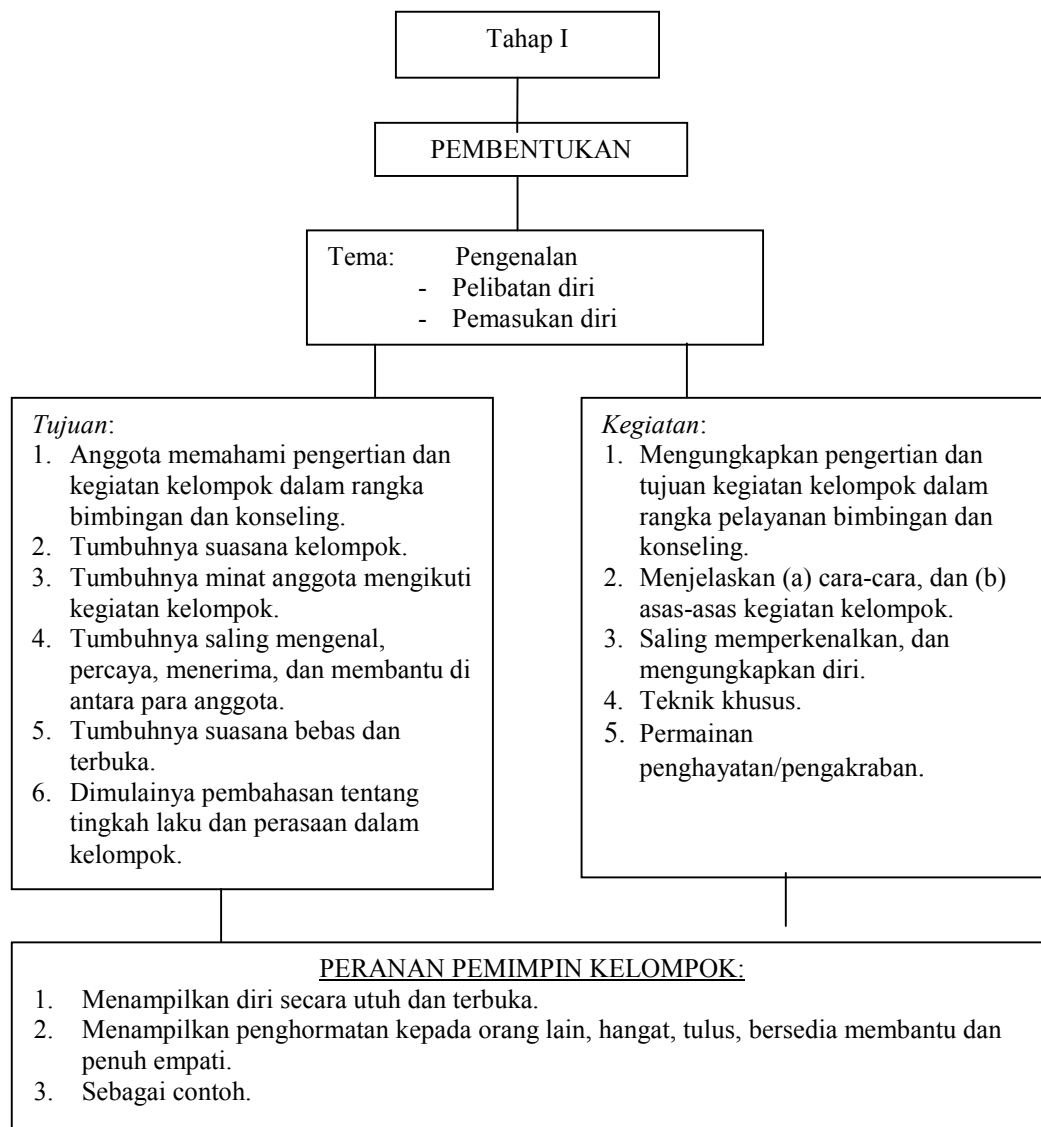 Tahap I
PEMBENTUKAN
Tema: Pengenalan
- Pelibatan diri
- Pemasukan diri
Tujuan:
1. Anggota memahami pengertian dan
kegiatan kelompok dalam rangka
bimbingan dan konseling.
2. Tumbuhnya suasana kelompok.
3. Tumbuhnya minat anggota mengikuti
kegiatan kelompok.
4. Tumbuhnya saling mengenal,
percaya, menerima, dan membantu di
antara para anggota.
5. Tumbuhnya suasana bebas dan
terbuka.
6. Dimulainya pembahasan tentang
tingkah laku dan perasaan dalam
kelompok.
Kegiatan:
1. Mengungkapkan pengertian dan
tujuan kegiatan kelompok dalam
rangka pelayanan bimbingan dan
konseling.
2. Menjelaskan (a) cara-cara, dan (b)
asas-asas kegiatan kelompok.
3. Saling memperkenalkan, dan
mengungkapkan diri.
4. Teknik khusus.
5. Permainan
penghayatan/pengakraban.
PERANAN PEMIMPIN KELOMPOK:
1. Menampilkan diri secara utuh dan terbuka.
2. Menampilkan penghormatan kepada orang lain, hangat, tulus, bersedia membantu dan
penuh empati.
3. Sebagai contoh.